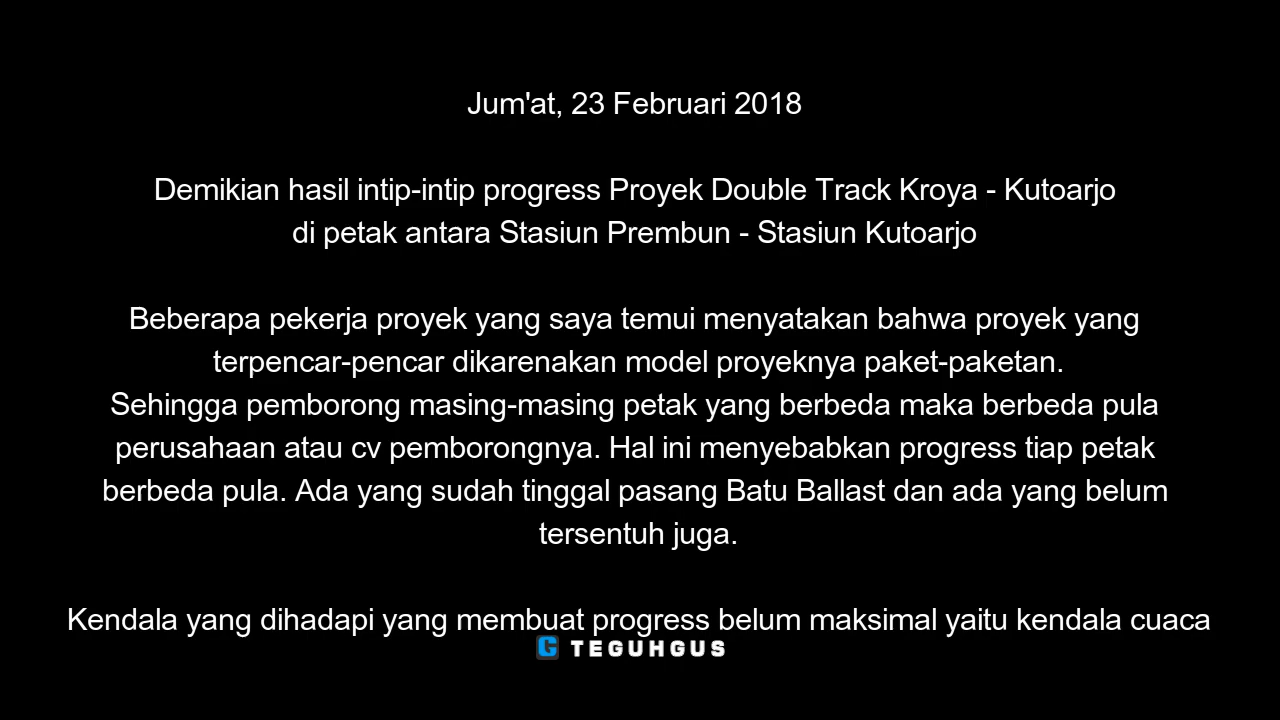 Jum'at, 23 Februari 2018
Demikian hasil intip-intip progress Proyek Double Track Kroya - Kutoarjo
di petak antara Stasiun Prembun - Stasiun Kutoarjo
Beberapa pekerja proyek yang saya temui menyatakan bahwa proyek yang
terpencar-pencar dikarenakan model proyeknya paket-paketan.
Sehingga pemborong masing-masing petak yang berbeda maka berbeda pula
perusahaan atau cv pemborongnya. Hal ini menyebabkan progress tiap petak
berbeda pula. Ada yang sudah tinggal pasang Batu Ballast dan ada yang belum
tersentuh juga.
Kendala yang dihadapi yang membuat progress belum maksimal yaitu kendala cuaca
G TEGUHGUS